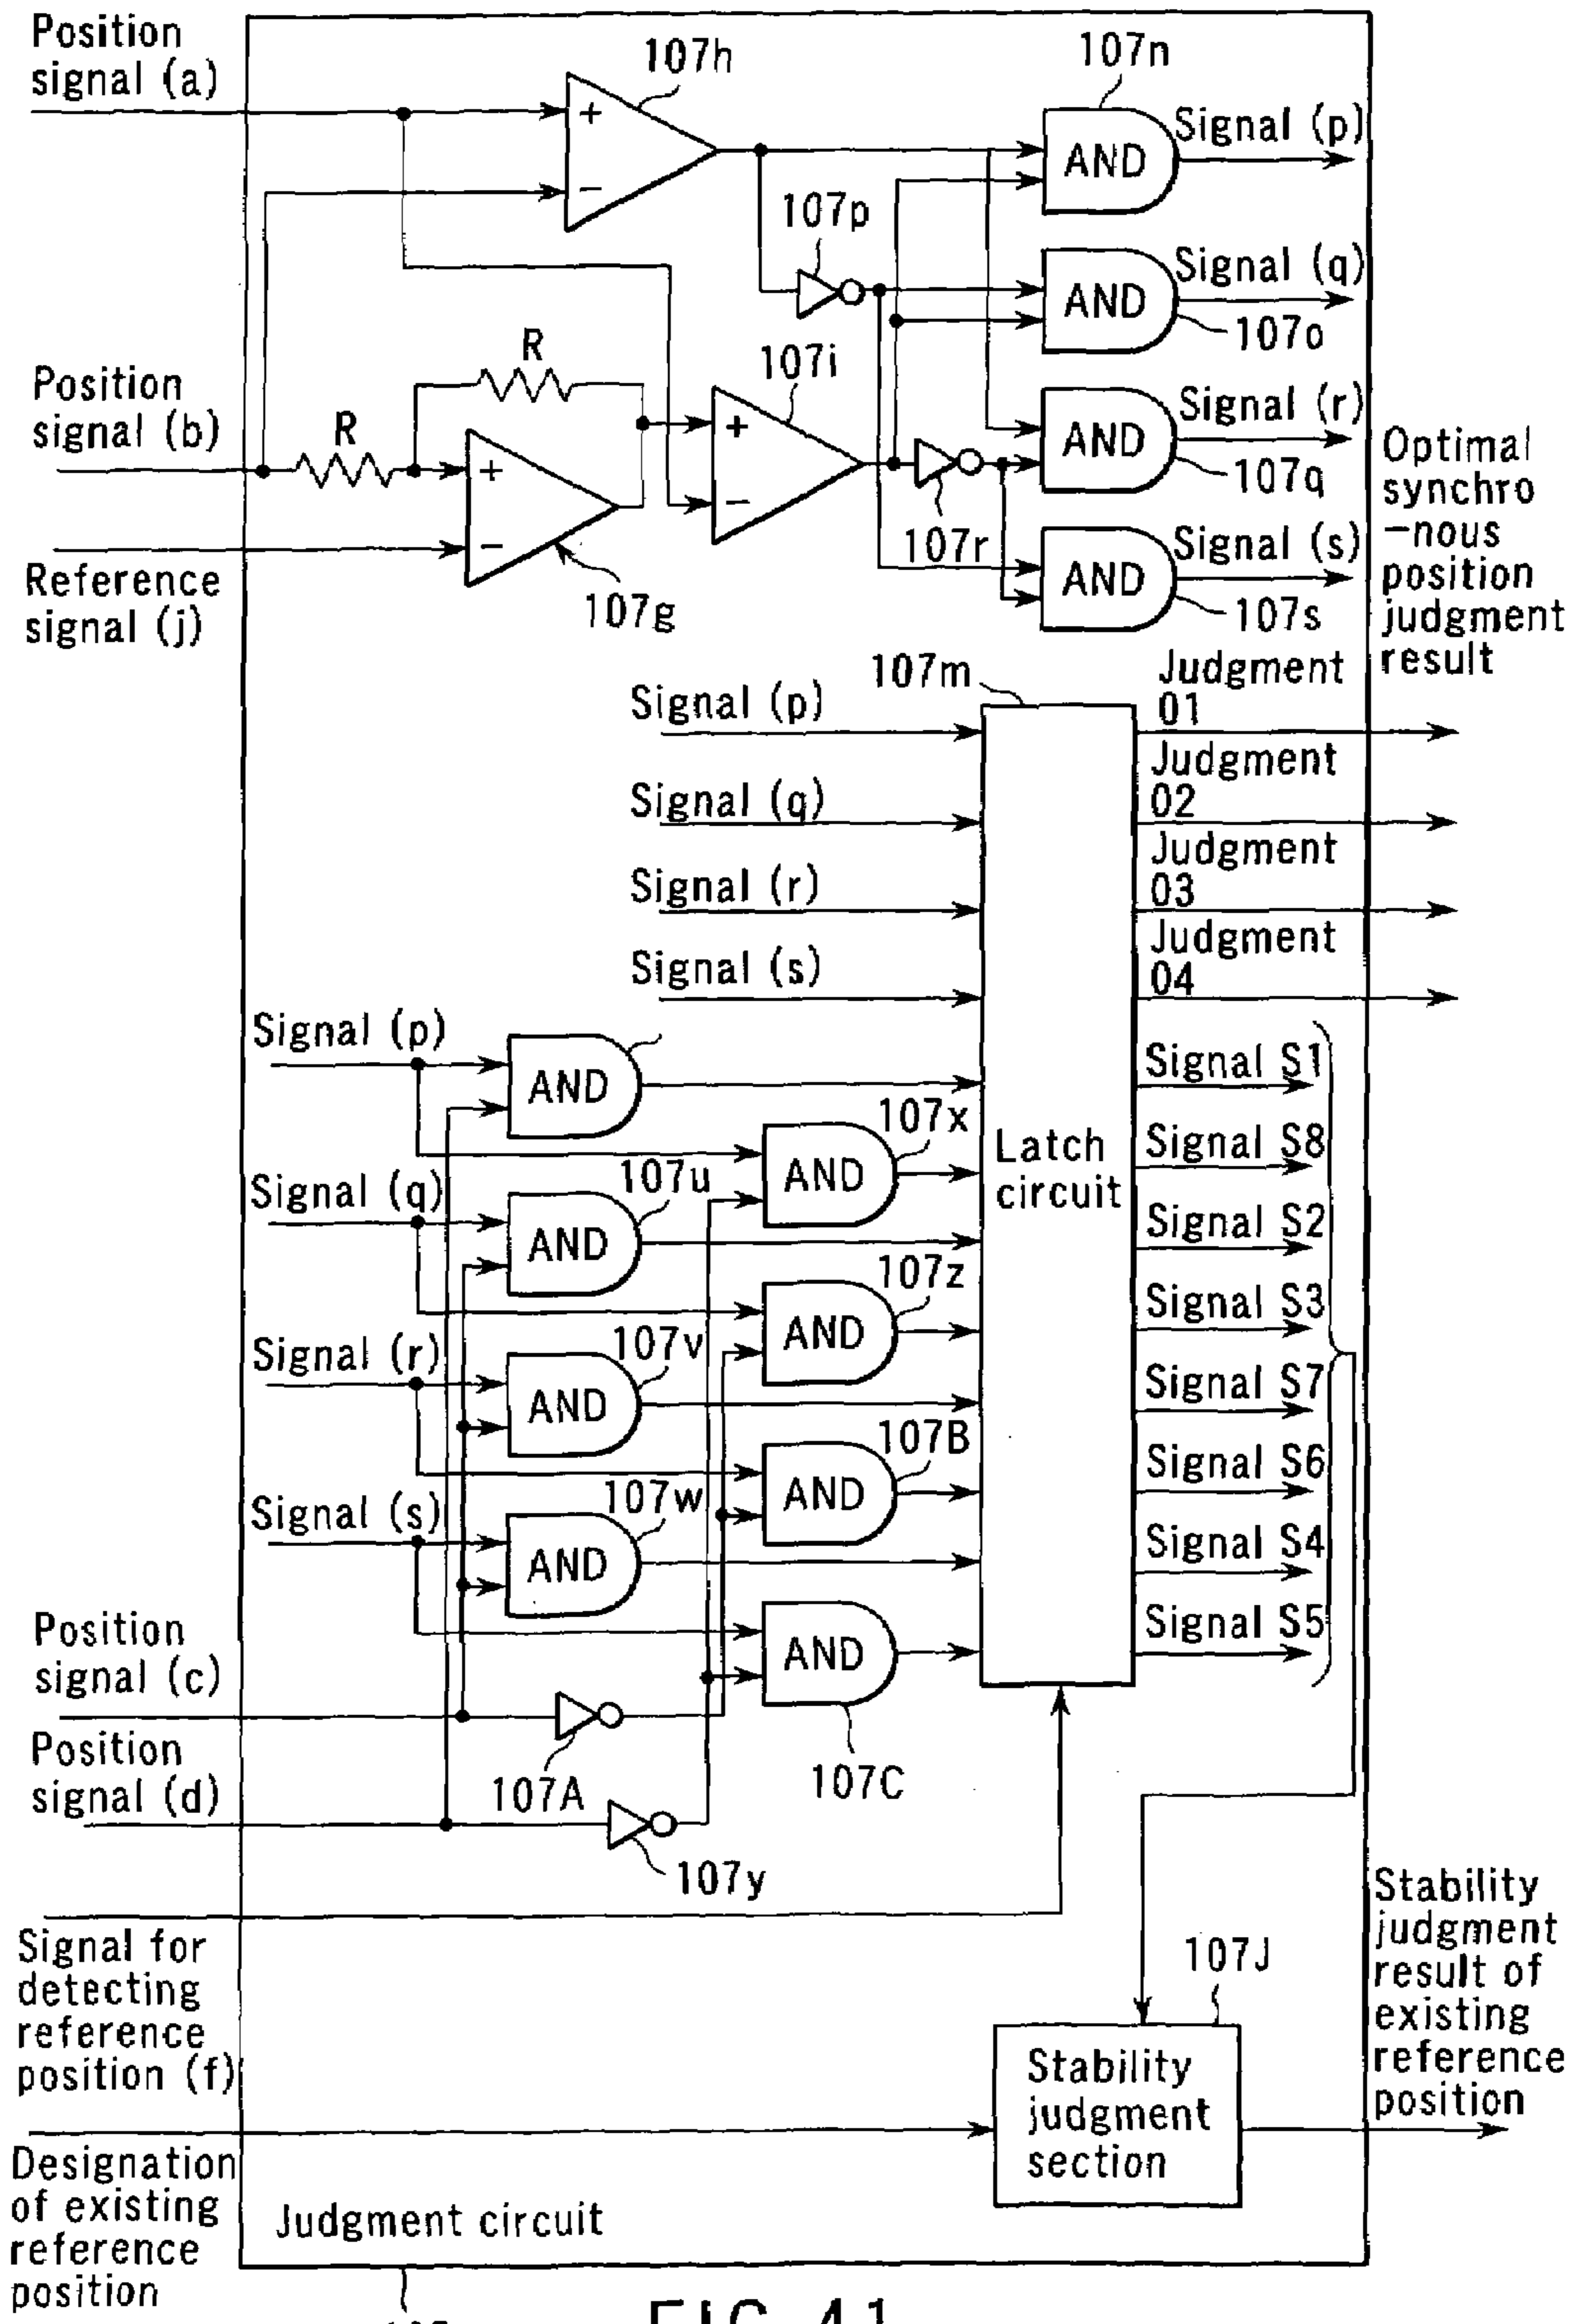 Position
signal (a)
107h
107n
+
−
AND
Signal (p)
107p
AND
Signal (q)
107o
R
107i
Position
signal (b)
R
+
−
+
−
107r
AND
Signal (r)
107q
AND
Signal (s)
107s
Reference
signal (j)
107g
Optimal
synchro
-nous
position
judgment
result
107m
Signal (p)
Judgment
01
Signal (q)
Judgment
02
Signal (r)
Judgment
03
Signal (s)
Judgment
04
Latch
circuit
Signal (p)
AND
Signal S1
107x
AND
Signal S8
Signal (q)
107u
AND
Signal S2
107z
AND
Signal S3
Signal (r)
107v
AND
Signal S7
107B
AND
Signal S6
Signal (s)
107w
AND
Signal S4
AND
Signal S5
107C
Position
signal (c)
107A
Position
signal (d)
107y
Signal for
detecting
reference
position (f)
107J
Stability
judgment
section
Stability
judgment
result of
existing
reference
position
Designation
of existing
reference
position
Judgment circuit
FIG. 41